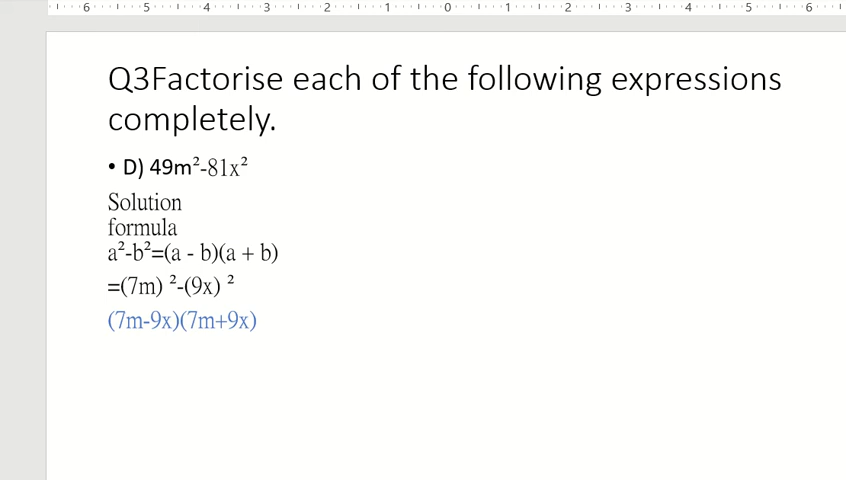 6 5 4 3 2 1 0 1 2 3 4 5 6
Q3Factorise each of the following expressions
completely.
• D) 49m²-81x²
Solution
formula
a²-b²=(a - b)(a + b)
=(7m) ²-(9x) ²
(7m-9x)(7m+9x)